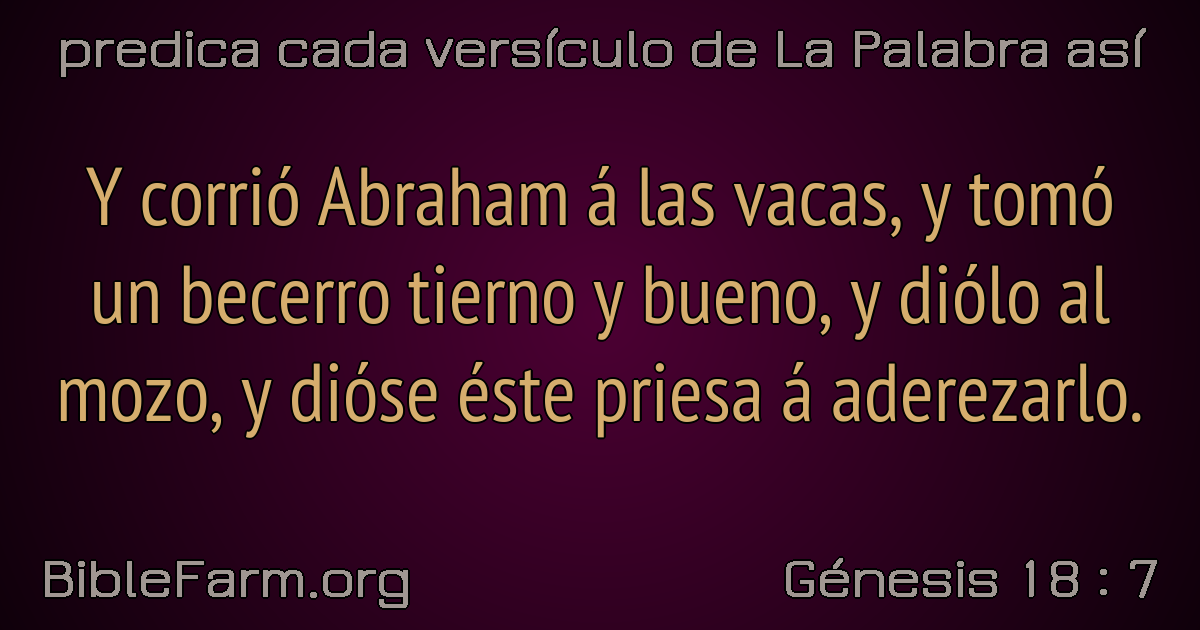 predica cada versículo de La Palabra así
Y corrió Abraham á las vacas, y tomó
un becerro tierno y bueno, y diólo al
mozo, y dióse éste priesa á aderezarlo.
BibleFarm.org
Génesis 18 : 7